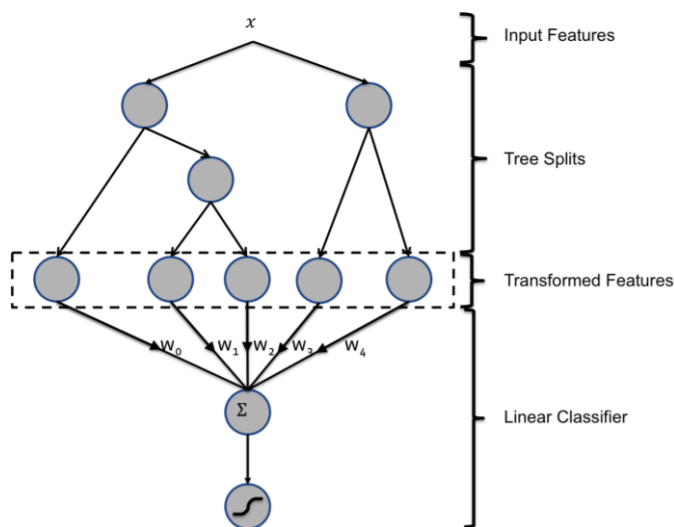 x
Input Features
Tree Splits
Transformed Features
w₀ w₁ w₂ w₃ w₄
Σ
Linear Classifier